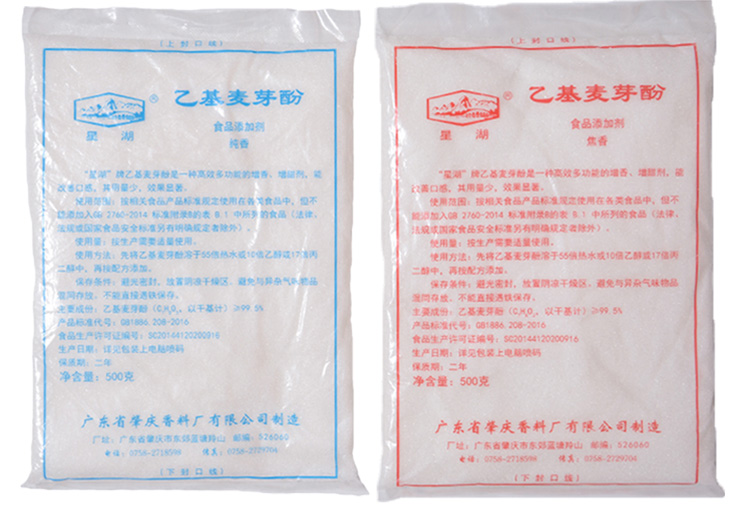 (上封口线)
星湖
®
乙基麦芽酚
食品添加剂
纯香
"星湖"牌乙基麦芽酚是一种高效多功能的增香、增甜剂，能
改善口感，其用量少，效果显著。
使用范围：按相关食品产品标准规定使用在各类食品中，但不
能添加入GB 2760-2014 标准附录B的表 B.1 中所列的食品（法律、
法规或国家食品安全标准另有明确规定者除外）。
使用量：按生产需要适量使用。
使用方法：先将乙基麦芽酚溶于55倍热水或10倍乙醇或17倍丙
二醇中，再按配方添加。
保存条件：避光密封，放置阴凉干燥区，避免与异杂气味物品
混同存放，不能直接透铁保存。
主要成份：乙基麦芽酚（C₇H₈O₃，以干基计）≥99.5%
产品标准代号：GB1886.208-2016
食品生产许可证编号：SC20144120200916
生产日期：详见包装上电脑喷码
保质期：二年
净含量：500克
广东省肇庆香料厂有限公司制造
厂址：广东省肇庆市东郊蓝塘羚山 邮编：526060
电话：0758-2718598 传真：0758-2729704
(下封口线)
(上封口线)
星湖
®
乙基麦芽酚
食品添加剂
焦香
"星湖"牌乙基麦芽酚是一种高效多功能的增香、增甜剂，能
改善口感，其用量少，效果显著。
使用范围：按相关食品产品标准规定使用在各类食品中，但不
能添加入GB 2760-2014 标准附录B的表 B.1 中所列的食品（法律、
法规或国家食品安全标准另有明确规定者除外）。
使用量：按生产需要适量使用。
使用方法：先将乙基麦芽酚溶于55倍热水或10倍乙醇或17倍丙
二醇中，再按配方添加。
保存条件：避光密封，放置阴凉干燥区，避免与异杂气味物品
混同存放，不能直接透铁保存。
主要成份：乙基麦芽酚（C₇H₈O₃，以干基计）≥99.5%
产品标准代号：GB1886.208-2016
食品生产许可证编号：SC20144120200916
生产日期：详见包装上电脑喷码
保质期：二年
净含量：500克
广东省肇庆香料厂有限公司制造
厂址：广东省肇庆市东郊蓝塘羚山 邮编：526060
电话：0758-2718598 传真：0758-2729704
(下封口线)